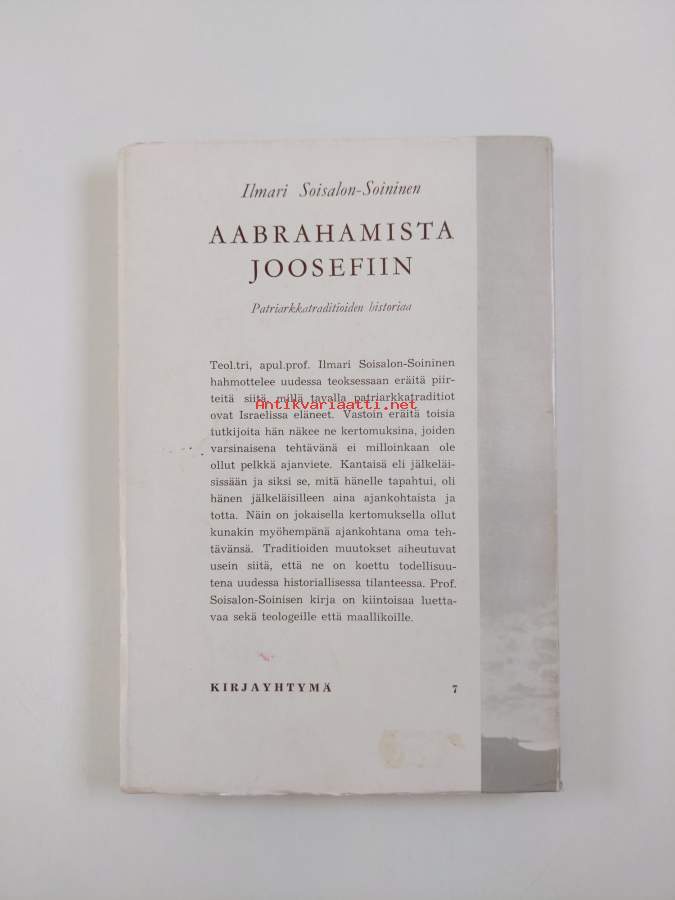 Ilmari Soisalon-Soininen
AABRAHAMISTA
JOOSEFIIN
Patriarkkatraditioiden historiaa
Teol.tri, apul.prof. Ilmari Soisalon-Soininen
hahmottelee uudessa teoksessaan eräitä piir-
teitä siitä, millä tavalla patriarkkatraditiot
Antikvariaatti.net
ovat Israelissa eläneet. Vastoin eräitä toisia
tutkijoita hän näkee ne kertomuksina, joiden
varsinaisena tehtävänä ei milloinkaan ole
ollut pelkkä ajanviete. Kantaisä eli jälkeläi-
sissään ja siksi se, mitä hänelle tapahtui, oli
hänen jälkeläisilleen aina ajankohtaista ja
totta. Näin on jokaisella kertomuksella ollut
kunakin myöhempänä ajankohtana oma teh-
tävänsä. Traditioiden muutokset aiheutuvat
usein siitä, että ne on koettu todellisuu-
tena uudessa historiallisessa tilanteessa. Prof.
Soisalon-Soinisen kirja on kiintoisaa luetta-
vaa sekä teologeille että maallikoille.
KIRJAYHTYMÄ 7